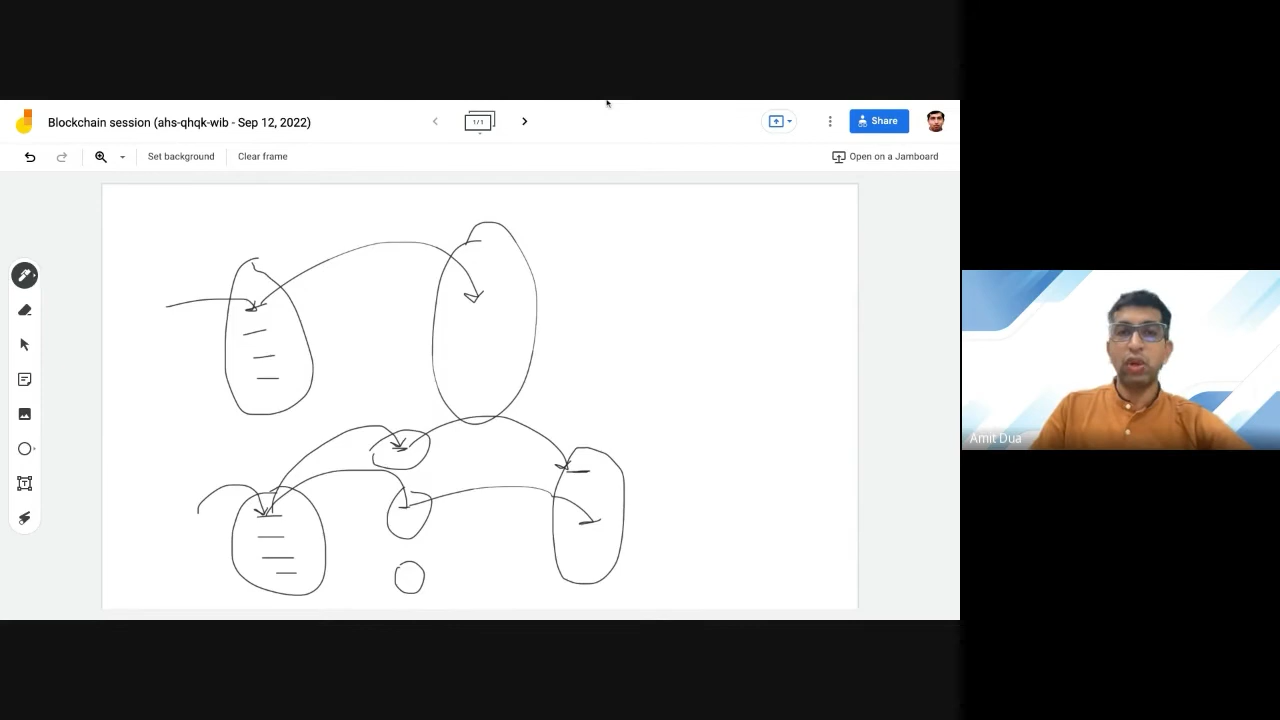 Blockchain session (ahs-qhqk-wib - Sep 12, 2022)
1/1
Share
Set background
Clear frame
Open on a Jamboard
Amit Dua